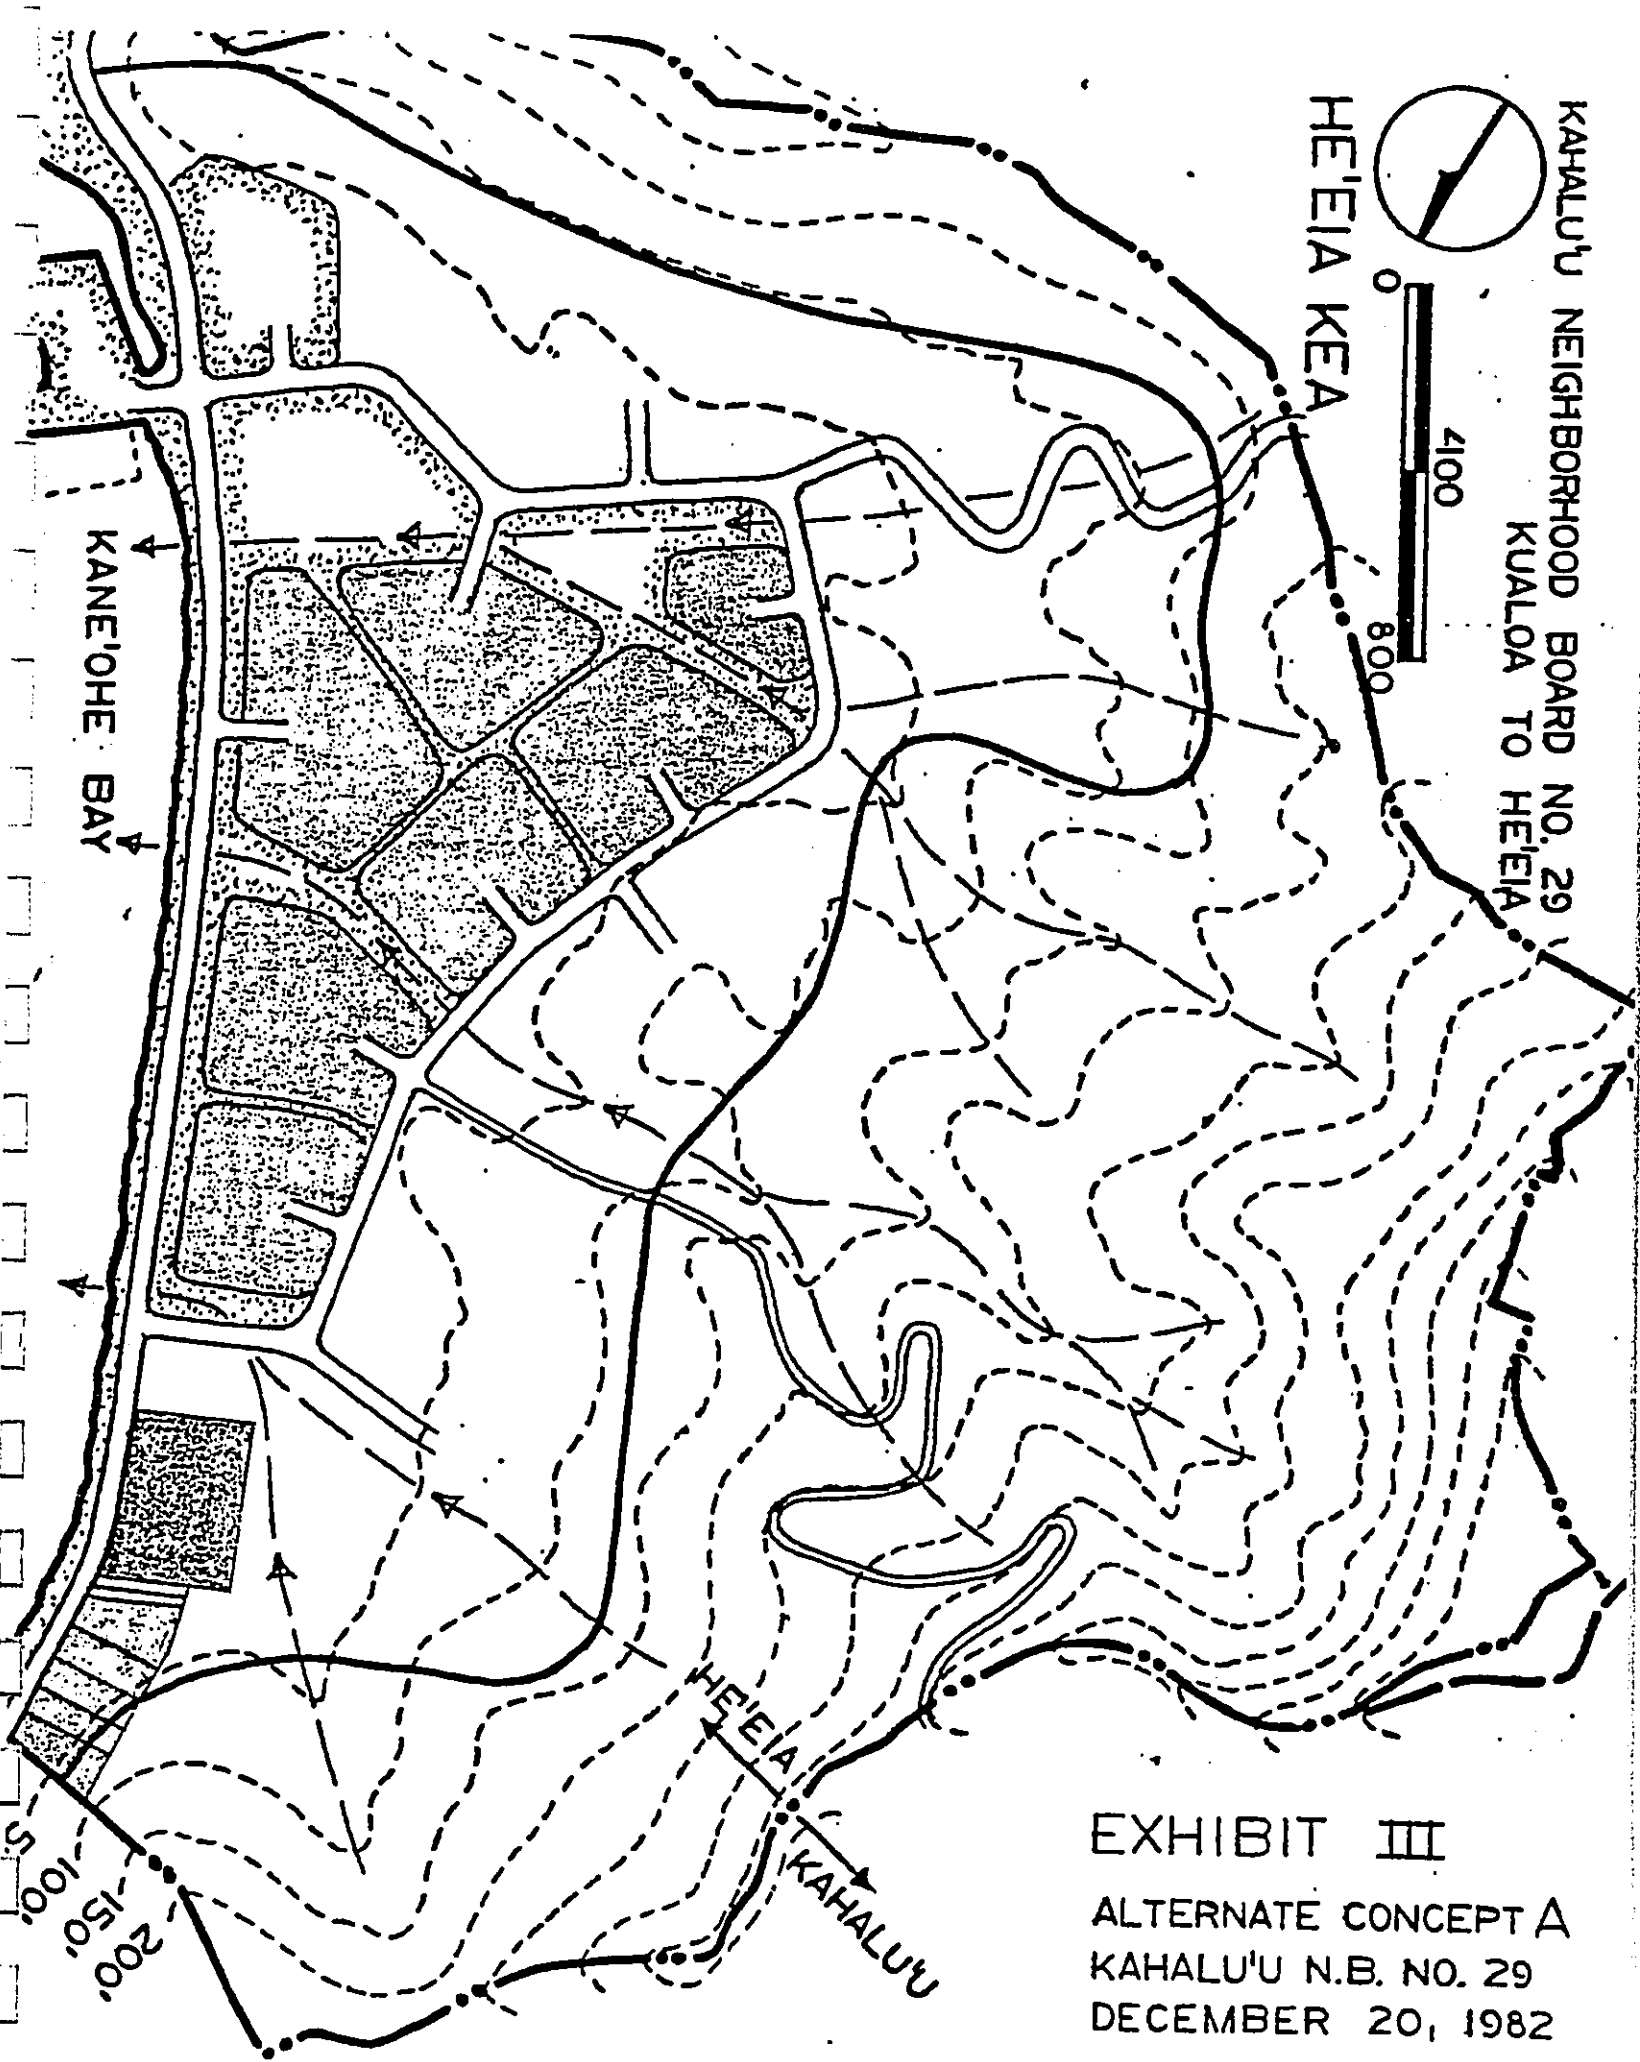 KAHALU'U NEIGHBORHOOD BOARD NO. 29
KUALOA TO HE'EIA
0 400 800
HE'EIA KEA
KANE'OHE BAY
HE'EIA
KAHALU'U
100'
150'
200'
EXHIBIT III
ALTERNATE CONCEPT A
KAHALU'U N.B. NO. 29
DECEMBER 20, 1982